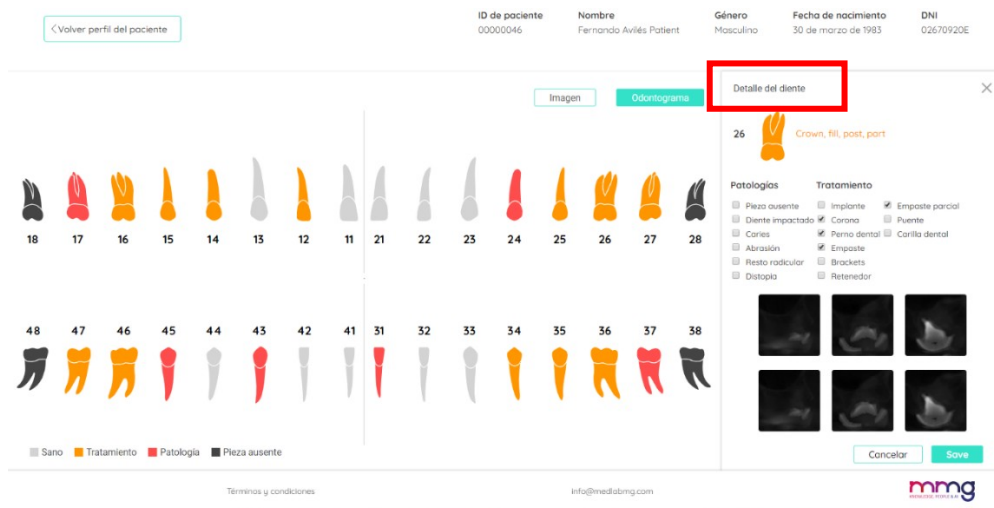 ID de paciente Nombre Género Fecha de nacimiento DNI
<Volver perfil del paciente 00000046 Fernando Avilés Patient Masculino 30 de marzo de 1983 02670920E
Imagen Odontograma
Detalle del diente ×
26 Crown, fill, post, part
18 17 16 15 14 13 12 11 21 22 23 24 25 26 27 28
Patologías Tratamiento
Pieza ausente Implante Empaste parcial
Diente impactado Corona Puente
Caries Perno dental Carilla dental
Abrasión Empaste
Resto radicular Brackets
Distopia Retenedor
48 47 46 45 44 43 42 41 31 32 33 34 35 36 37 38
Sano Tratamiento Patología Pieza ausente
Cancelar Save
Términos y condiciones info@medlabmg.com mmg